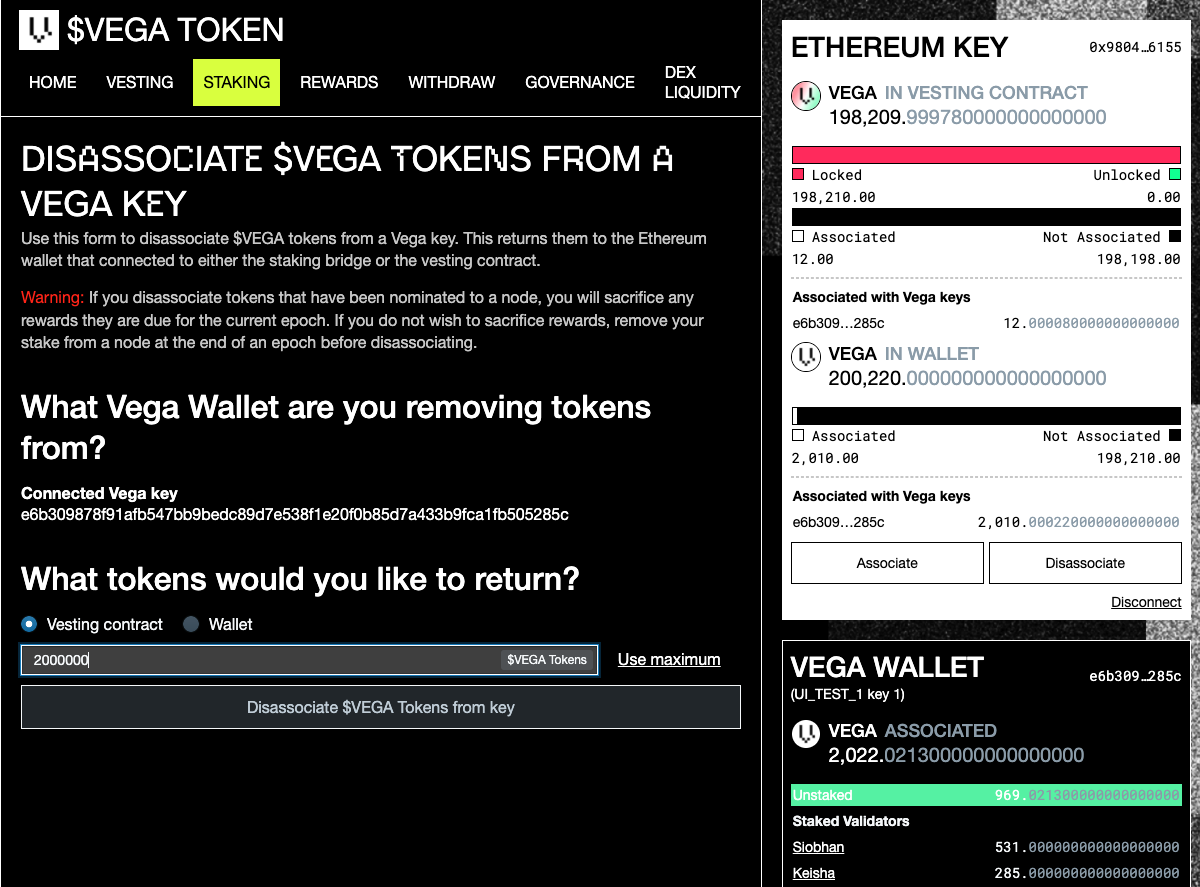 $VEGA TOKEN
HOME
VESTING
STAKING
REWARDS
WITHDRAW
GOVERNANCE
DEX
LIQUIDITY
DISASSOCIATE $VEGA TOKENS FROM A
VEGA KEY
Use this form to disassociate $VEGA tokens from a Vega key. This returns them to the Ethereum
wallet that connected to either the staking bridge or the vesting contract.
Warning: If you disassociate tokens that have been nominated to a node, you will sacrifice any
rewards they are due for the current epoch. If you do not wish to sacrifice rewards, remove your
stake from a node at the end of an epoch before disassociating.
What Vega Wallet are you removing tokens
from?
Connected Vega key
e6b309878f91afb547bb9bedc89d7e538f1e20f0b85d7a433b9fca1fb505285c
What tokens would you like to return?
Vesting contract Wallet
2000000 $VEGA Tokens Use maximum
Disassociate $VEGA Tokens from key
ETHEREUM KEY 0x9804…6155
VEGA IN VESTING CONTRACT
198,209.999780000000000000
Locked Unlocked
198,210.00 0.00
Associated Not Associated
12.00 198,198.00
Associated with Vega keys
e6b309…285c 12.000080000000000000
VEGA IN WALLET
200,220.000000000000000000
Associated Not Associated
2,010.00 198,210.00
Associated with Vega keys
e6b309…285c 2,010.000220000000000000
Associate Disassociate
Disconnect
VEGA WALLET e6b309…285c
(UI_TEST_1 key 1)
VEGA ASSOCIATED
2,022.021300000000000000
Unstaked 969.021300000000000000
Staked Validators
Siobhan 531.000000000000000000
Keisha 285.000000000000000000